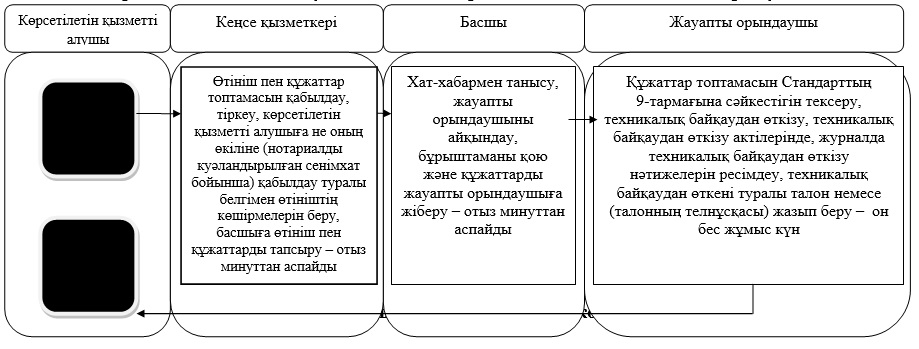 Көрсетілетін қызметті
алушы
Кеңсе қызметкері
Басшы
Жауапты орындаушы
Өтініш пен құжаттар
топтамасын қабылдау,
тіркеу, көрсетілетін
қызметті алушыға не оның
өкіліне (нотариалды
куәландырылған сенімхат
бойынша) қабылдау туралы
белгімен өтініштің
көшірмелерін беру,
басшыға өтініш пен
құжаттарды тапсыру – отыз
минуттан аспайды
Хат-хабармен танысу,
жауапты
орындаушыны
айқындау,
бұрыштаманы қою
және құжаттарды
жауапты орындаушыға
жіберу – отыз минуттан
аспайды
Құжаттар топтамасын Стандарттың
9-тармағына сәйкестігін тексеру,
техникалық байқаудан өткізу, техникалық
байқаудан өткізу актілерінде, журналда
техникалық байқаудан өткізу
нәтижелерін ресімдеу, техникалық
байқаудан өткені туралы талон немесе
(талонның телнұсқасы) жазып беру – он
бес жұмыс күн